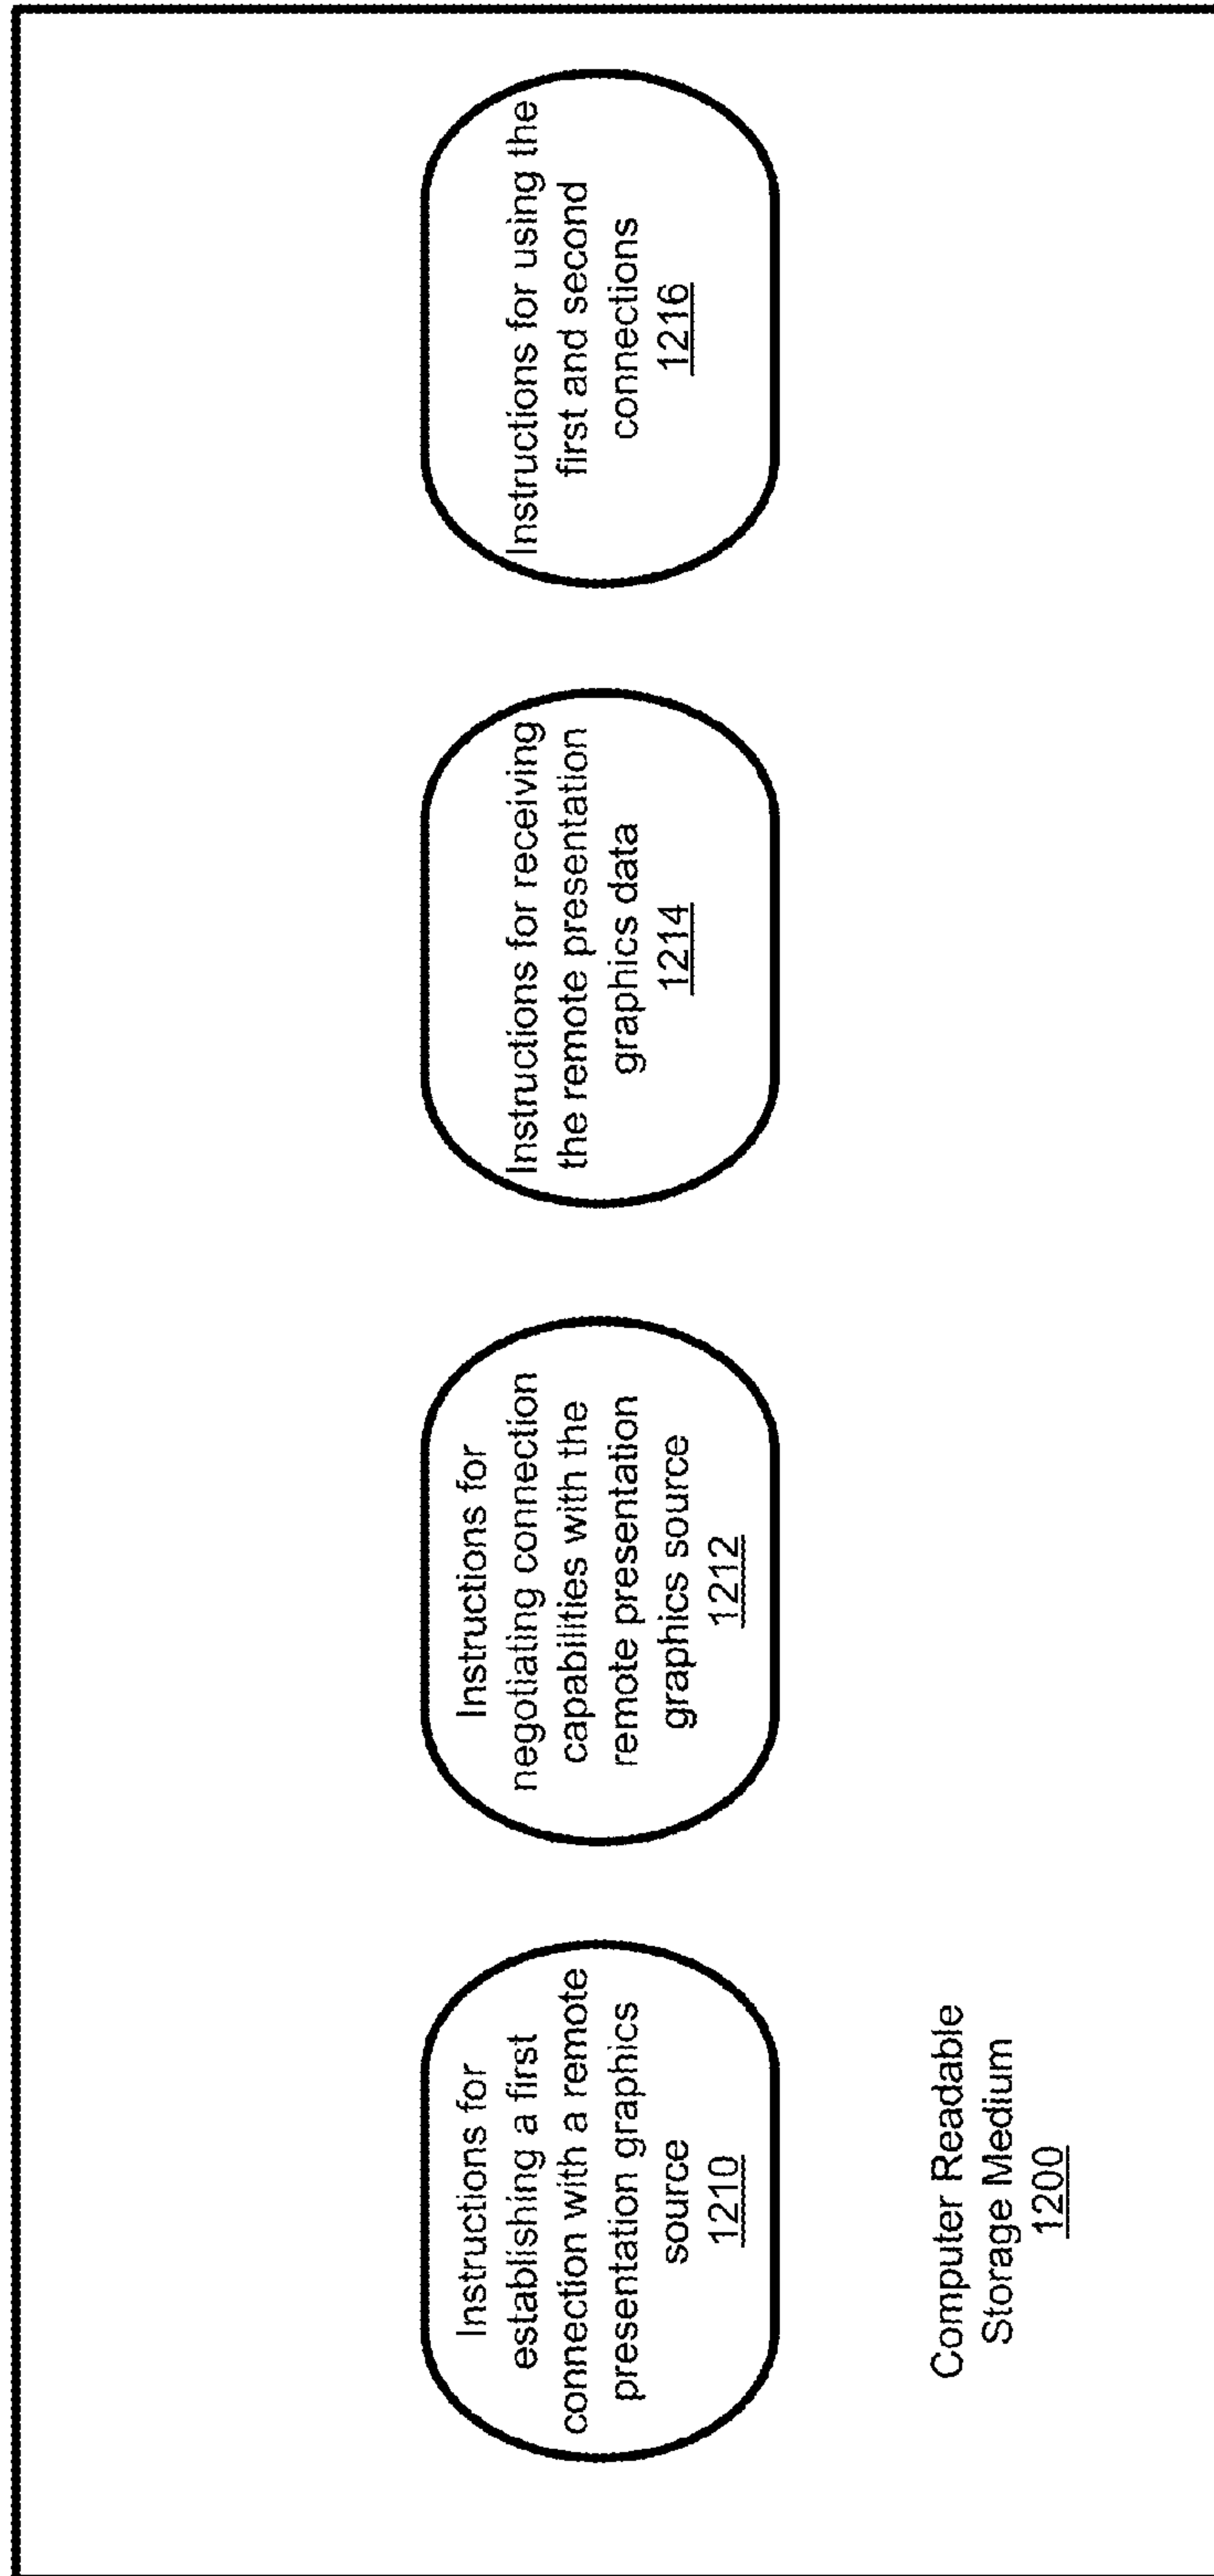 Instructions for
establishing a first
connection with a remote
presentation graphics
source
1210
Instructions for
negotiating connection
capabilities with the
remote presentation
graphics source
1212
Instructions for receiving
the remote presentation
graphics data
1214
Instructions for using the
first and second
connections
1216
Computer Readable
Storage Medium
1200